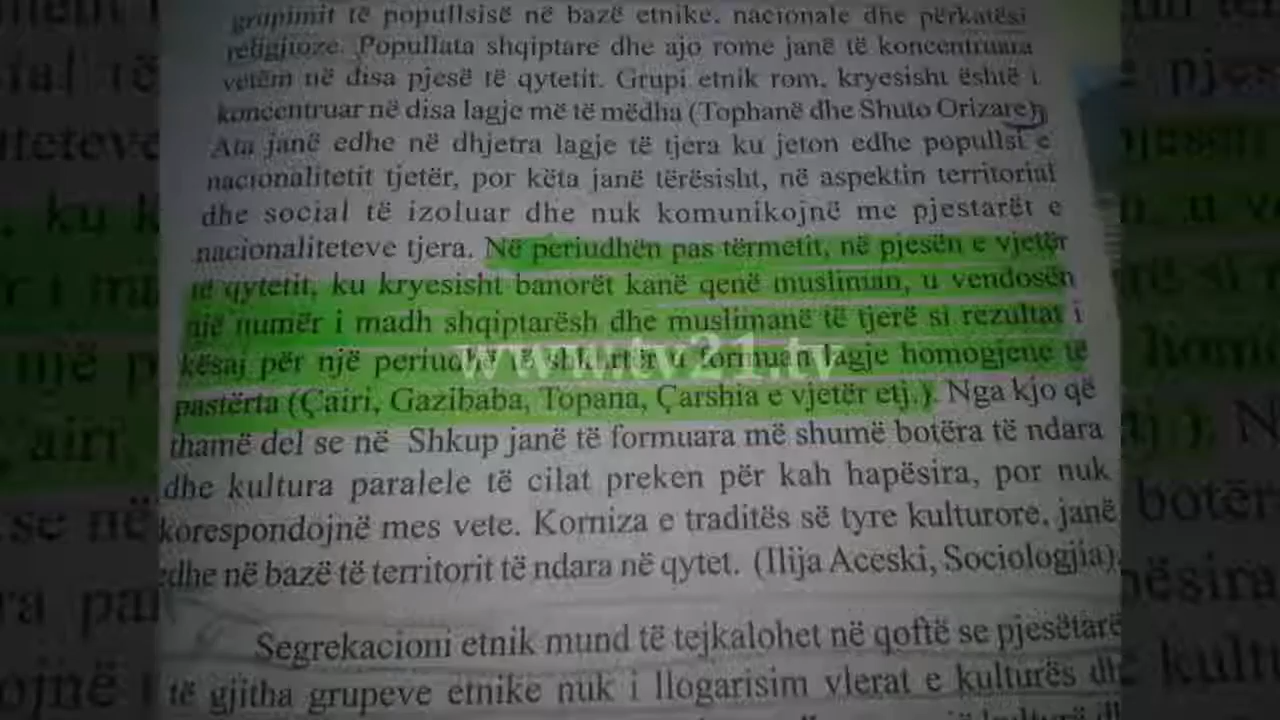 grupimit të popullsisë në bazë etnike, nacionale dhe përkatësi
religjioze. Popullata shqiptare dhe ajo rome janë të koncentruara
vetëm në disa pjesë të qytetit. Grupi etnik rom, kryesisht është i
koncentruar në disa lagje më të mëdha (Tophanë dhe Shuto Orizare)
Ata janë edhe në dhjetra lagje të tjera ku jeton edhe popullsi e
nacionalitetit tjetër, por këta janë tërësisht, në aspektin territorial
dhe social të izoluar dhe nuk komunikojnë me pjestarët e
nacionaliteteve tjera. Në periudhën pas tërmetit, në pjesën e vjetër
të qytetit, ku kryesisht banorët kanë qenë musliman, u vendosën
një numër i madh shqiptarësh dhe muslimanë të tjerë si rezultat i
kësaj për një periudhë të shkurtër u formuan lagje homogjene të
pastërta (Çairi, Gazibaba, Topana, Çarshia e vjetër etj.). Nga kjo që
thamë del se në Shkup janë të formuara më shumë botëra të ndara
dhe kultura paralele të cilat preken për kah hapësira, por nuk
korespondojnë mes vete. Korniza e traditës së tyre kulturore, janë
edhe në bazë të territorit të ndara në qytet. (Ilija Aceski, Sociologjia)
Segrekacioni etnik mund të tejkalohet në qoftë se pjesëtarë
të gjitha grupeve etnike nuk i llogarisim vlerat e kulturës
www.tv21.tv